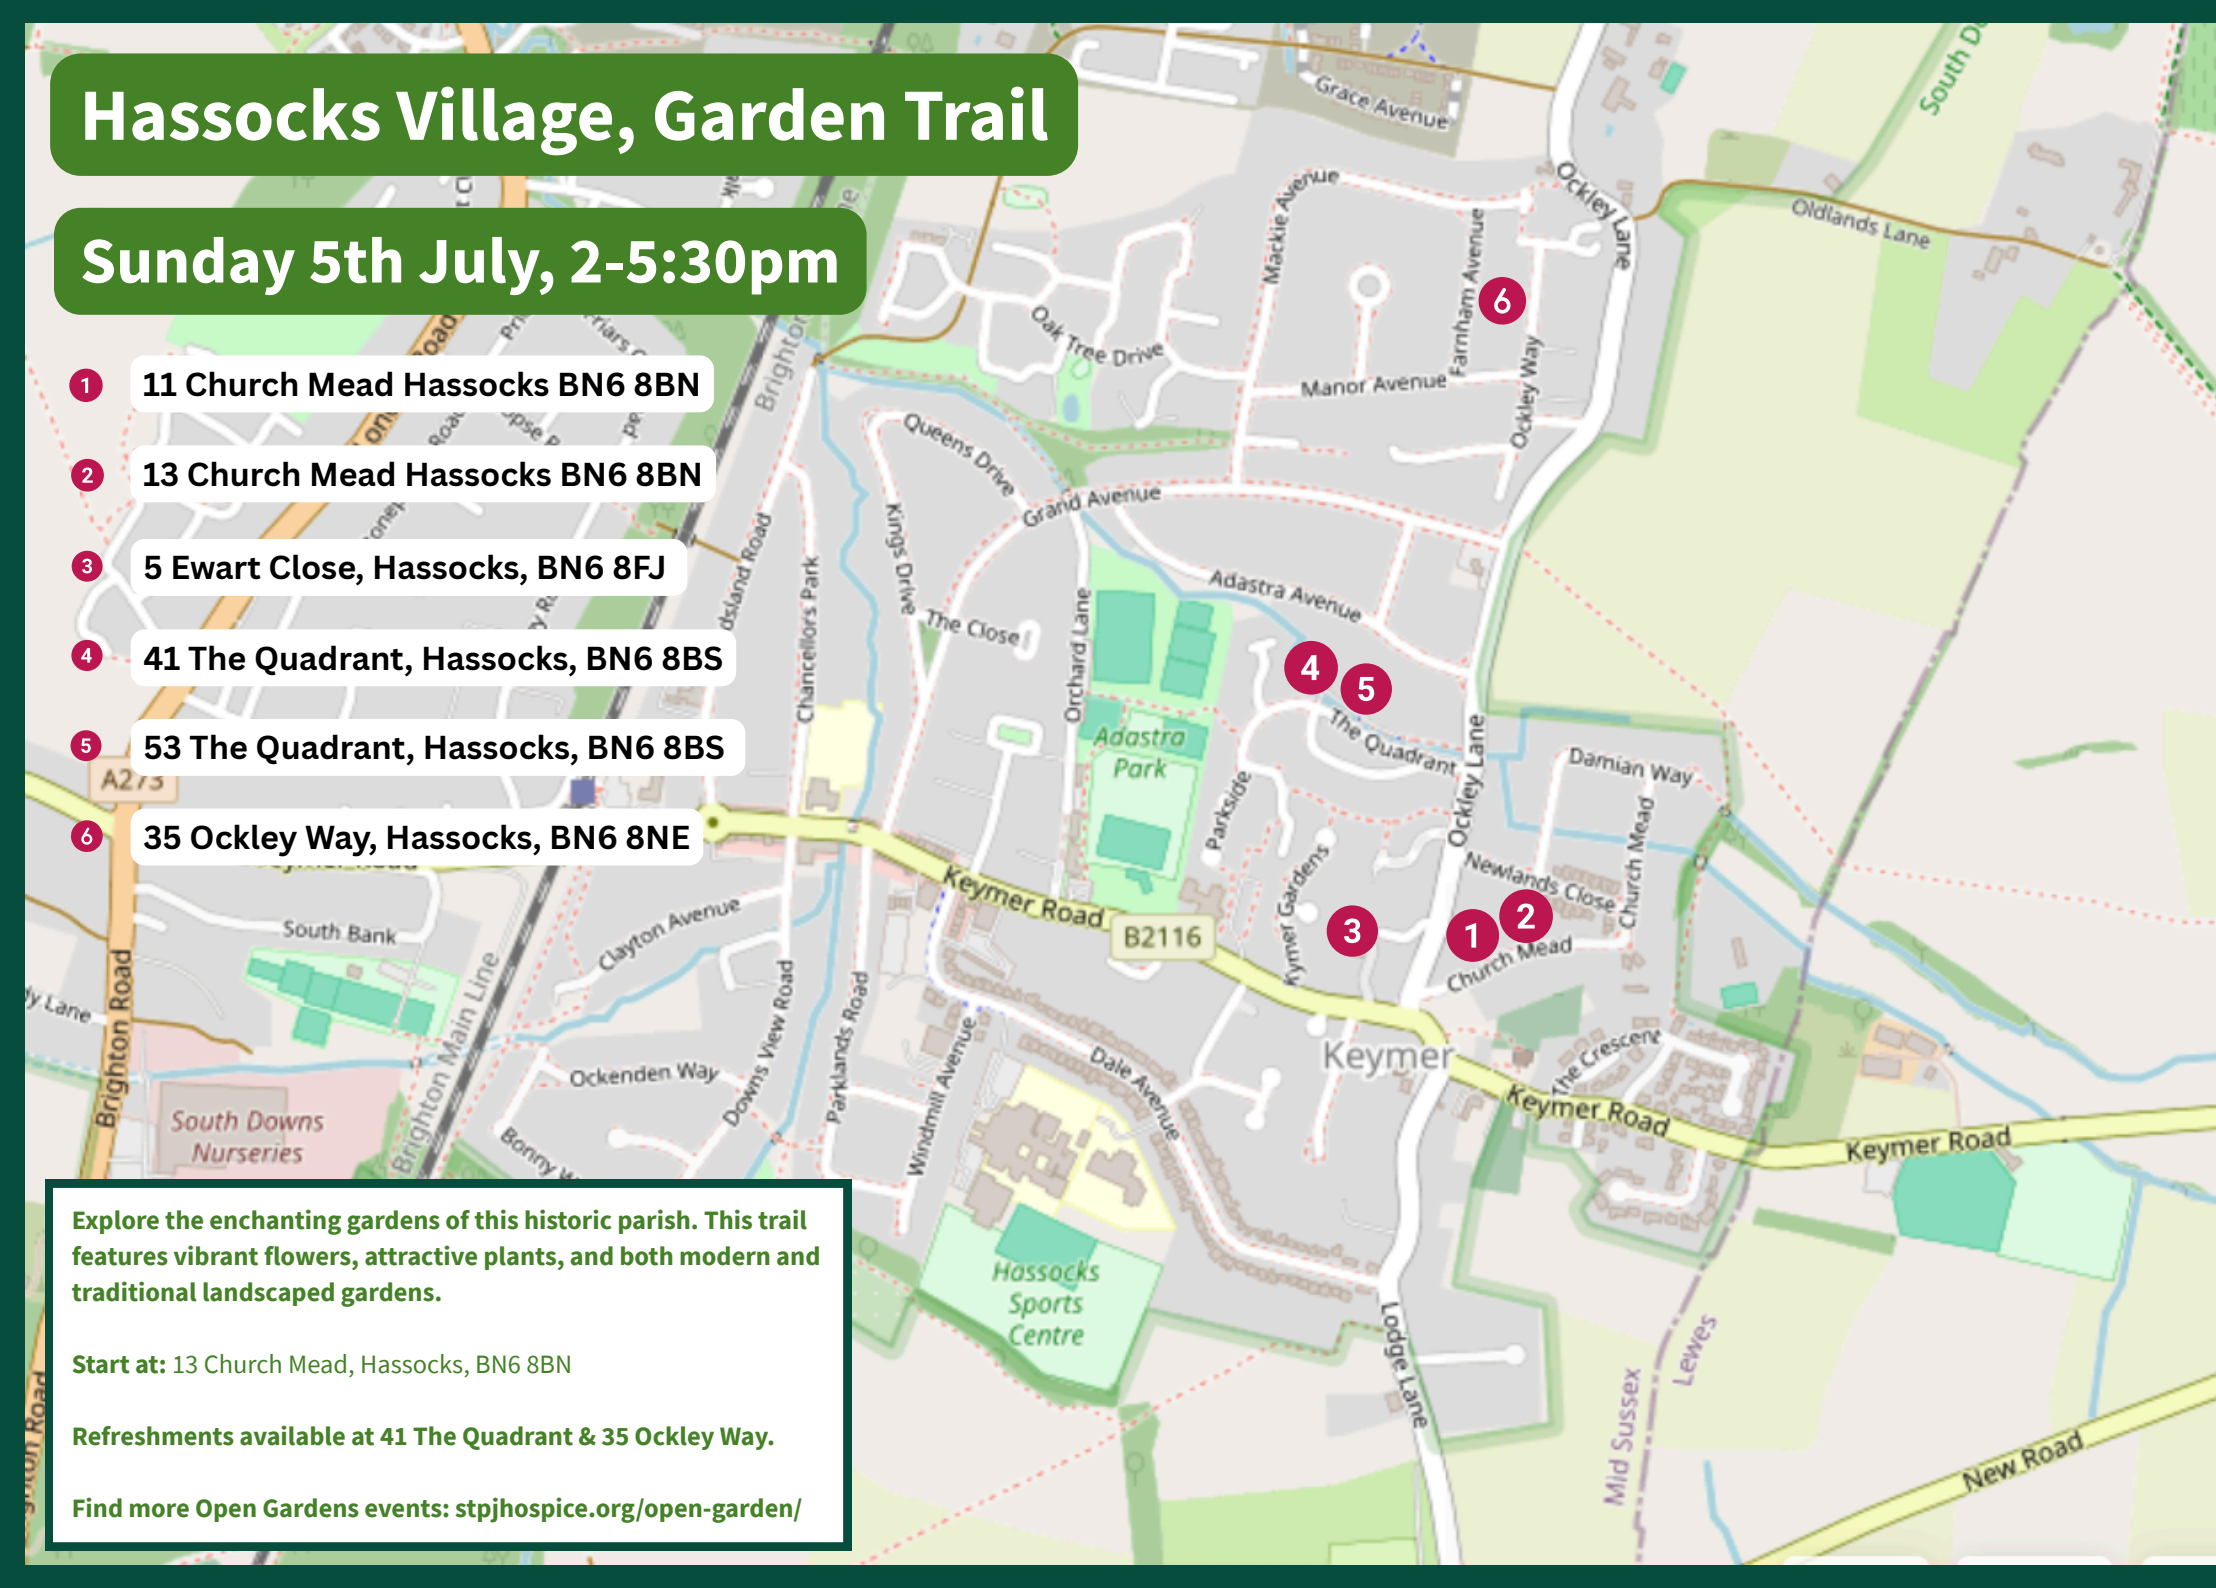 Hassocks Village, Garden Trail
Sunday 5th July, 2-5:30pm
1 11 Church Mead Hassocks BN6 8BN
2 13 Church Mead Hassocks BN6 8BN
3 5 Ewart Close, Hassocks, BN6 8FJ
4 41 The Quadrant, Hassocks, BN6 8BS
5 53 The Quadrant, Hassocks, BN6 8BS
6 35 Ockley Way, Hassocks, BN6 8NE
Explore the enchanting gardens of this historic parish. This trail
features vibrant flowers, attractive plants, and both modern and
traditional landscaped gardens.
Start at: 13 Church Mead, Hassocks, BN6 8BN
Refreshments available at 41 The Quadrant & 35 Ockley Way.
Find more Open Gardens events: stpjhospice.org/open-garden/
Grace Avenue
Mackie Avenue
Ockley Lane
Oldlands Lane
Farnham Avenue
6
Oak Tree Drive
Manor Avenue
Ockley Way
Queens Drive
Grand Avenue
Kings Drive
Adastra Avenue
Chancellors Park
The Close
Orchard Lane
4
5
The Quadrant
Ockley Lane
Adastra
Park
Damian Way
Parkside
A273
Church Mead
Newlands Close
Kymer Gardens
Keymer Road
B2116
3
1
2
Church Mead
South Bank
Clayton Avenue
Brighton Road
Brighton Main Line
Downs View Road
Parklands Road
Windmill Avenue
Dale Avenue
Keymer
The Crescent
Keymer Road
Keymer Road
Ockenden Way
South Downs
Nurseries
Hassocks
Sports
Centre
Lodge Lane
Mid Sussex
Lewes
New Road